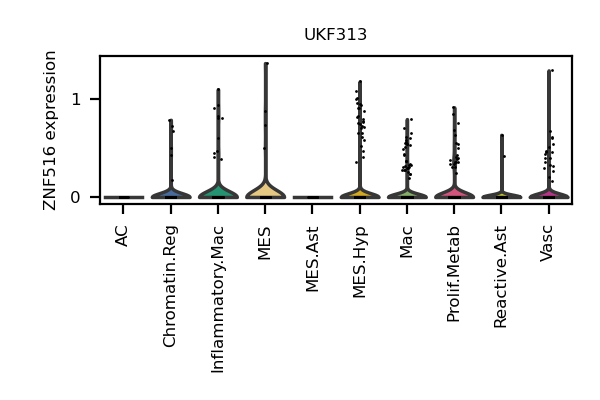 UKF313
ZNF516 expression
1
0
AC
Chromatin.Reg
Inflammatory.Mac
MES
MES.Ast
MES.Hyp
Mac
Prolif.Metab
Reactive.Ast
Vasc